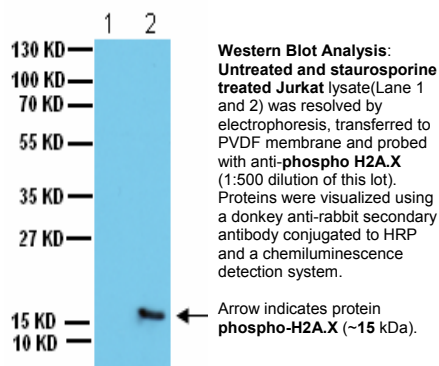 1 2
130 KD
100 KD
70 KD
55 KD
35 KD
27 KD
15 KD
10 KD
Western Blot Analysis:
Untreated and staurosporine
treated Jurkat lysate(Lane 1
and 2) was resolved by
electrophoresis, transferred to
PVDF membrane and probed
with anti-phospho H2A.X
(1:500 dilution of this lot).
Proteins were visualized using
a donkey anti-rabbit secondary
antibody conjugated to HRP
and a chemiluminescence
detection system.
Arrow indicates protein
phospho-H2A.X (~15 kDa).